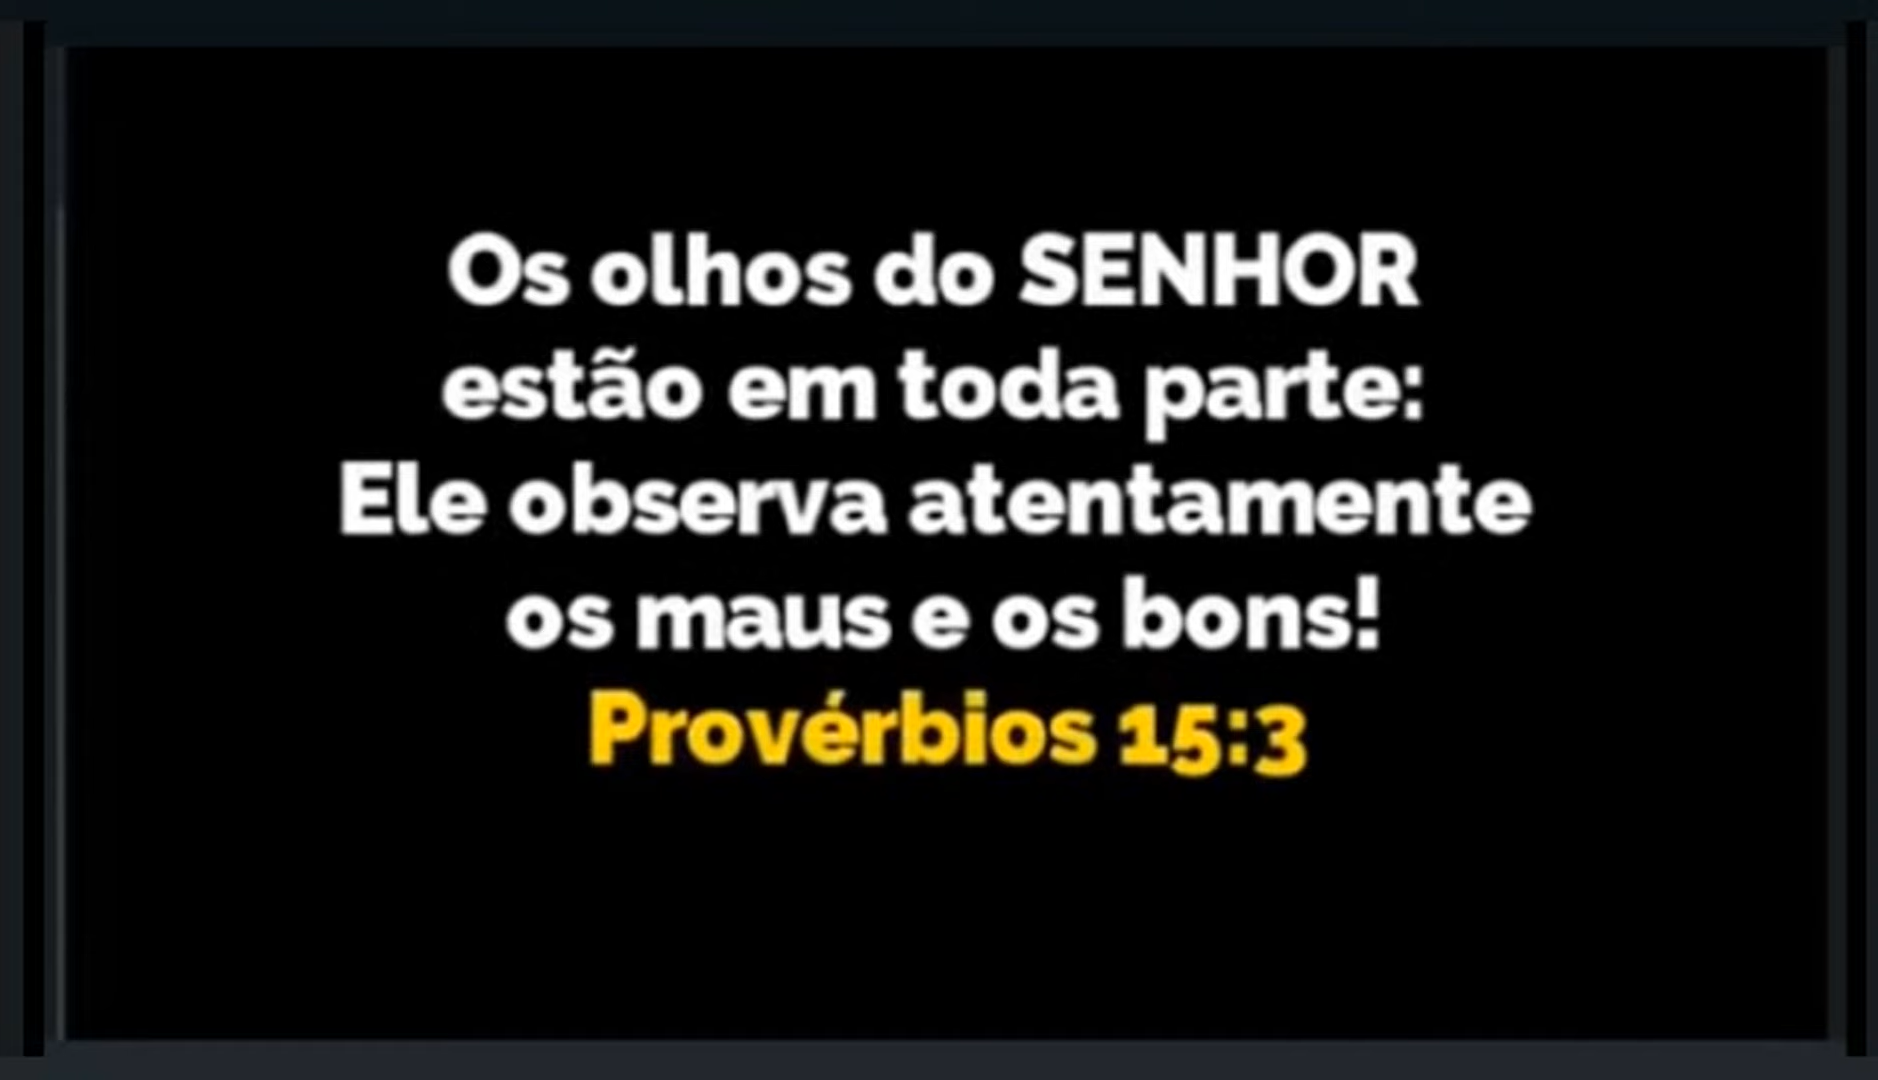 Os olhos do SENHOR
estão em toda parte:
Ele observa atentamente
os maus e os bons!
Provérbios 15:3